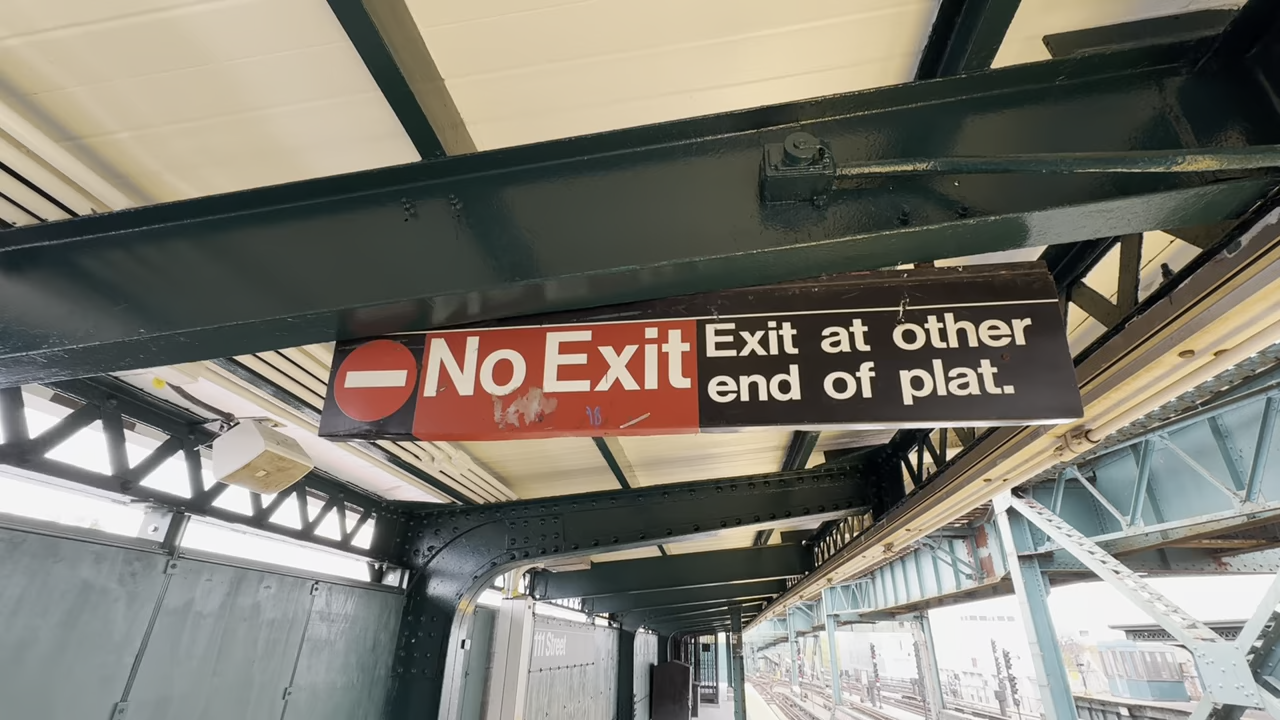 No Exit
Exit at other
end of plat.
111 Street